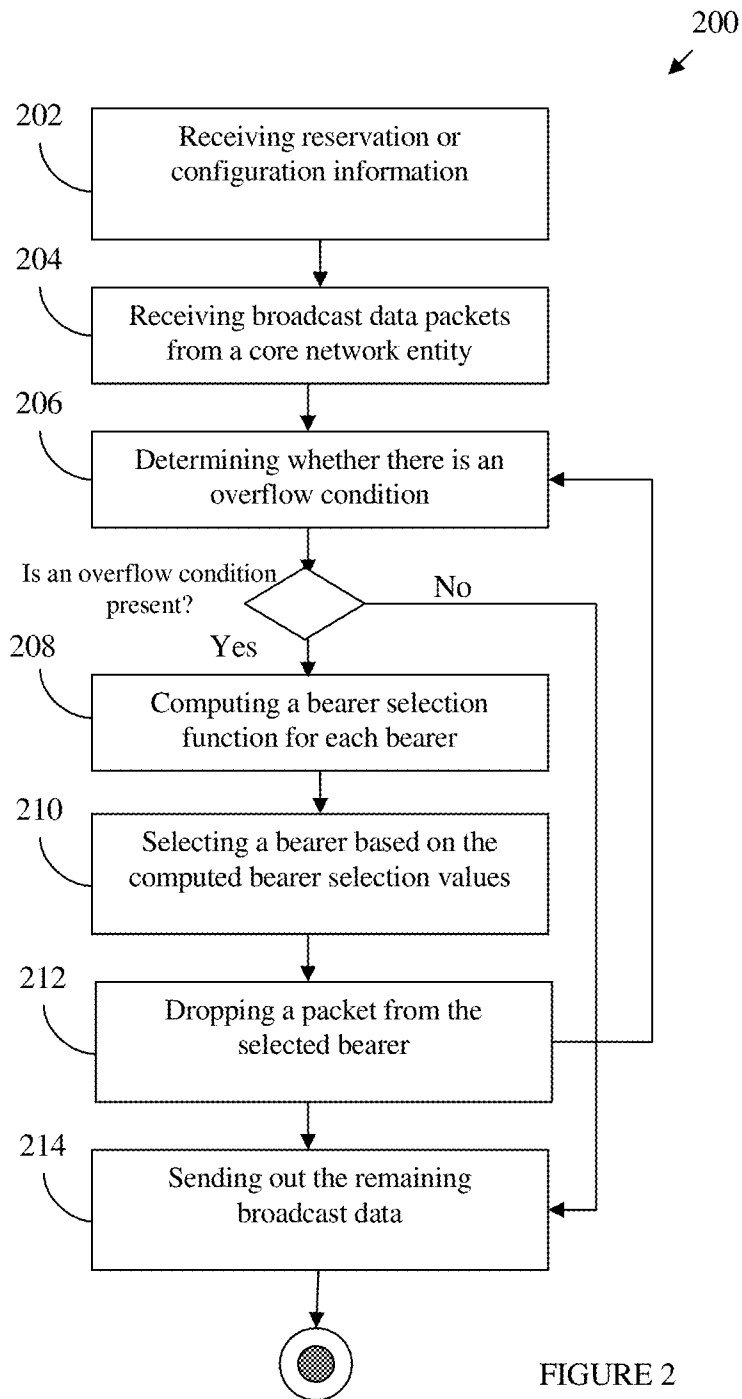 200
202
Receiving reservation or
configuration information
204
Receiving broadcast data packets
from a core network entity
206
Determining whether there is an
overflow condition
Is an overflow condition
present?
No
Yes
208
Computing a bearer selection
function for each bearer
210
Selecting a bearer based on the
computed bearer selection values
212
Dropping a packet from the
selected bearer
214
Sending out the remaining
broadcast data
FIGURE 2